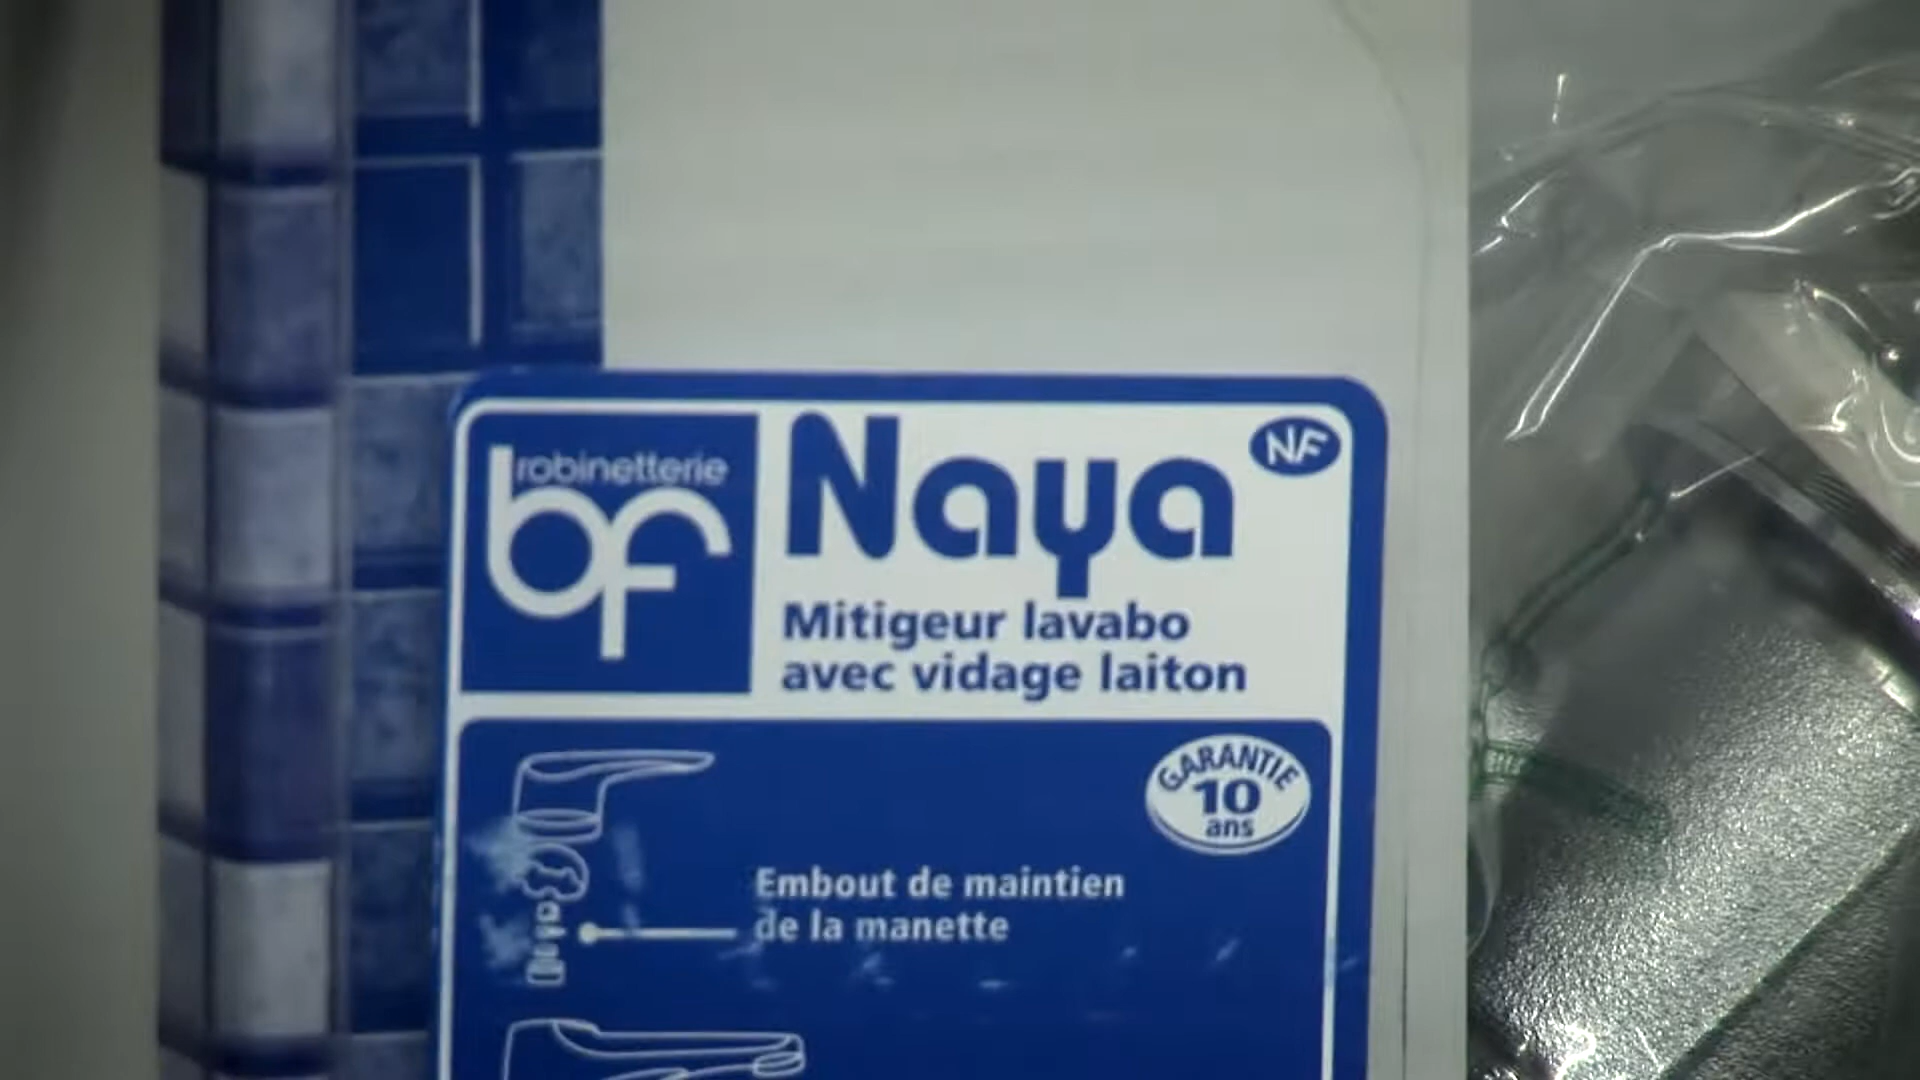 robinetterie
bf
Naya
NF
Mitigeur lavabo
avec vidage laiton
GARANTIE
10
ans
Embout de maintien
de la manette